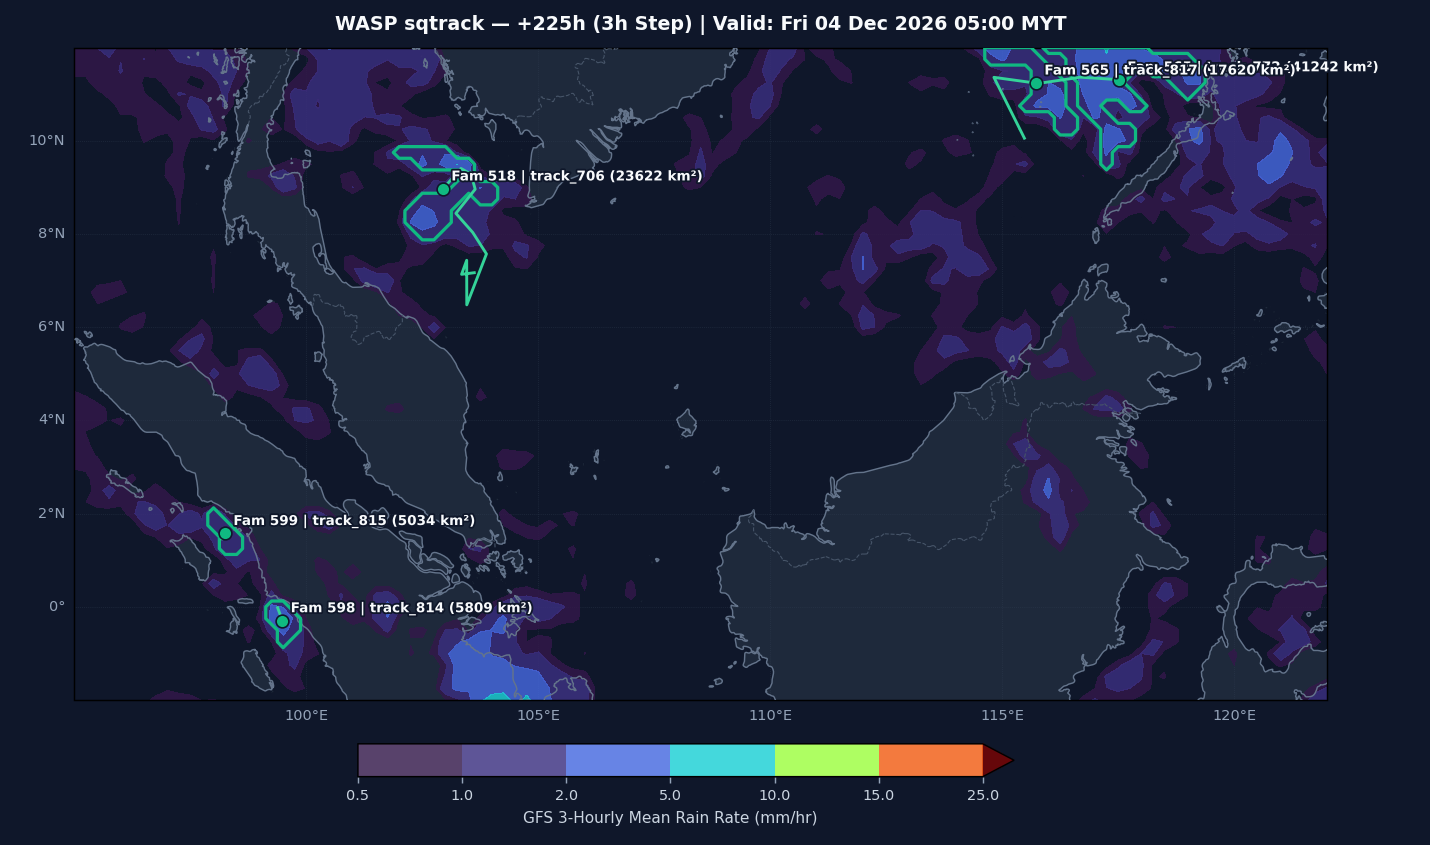 WASP sqtrack — +225h (3h Step) | Valid: Fri 04 Dec 2026 05:00 MYT
Fam 565 | track_817 (17620 km²)
41242 km²)
10°N
Fam 518 | track_706 (23622 km²)
8°N
6°N
4°N
2°N
Fam 599 | track_815 (5034 km²)
0°
Fam 598 | track_814 (5809 km²)
100°E 105°E 110°E 115°E 120°E
0.5 1.0 2.0 5.0 10.0 15.0 25.0
GFS 3-Hourly Mean Rain Rate (mm/hr)